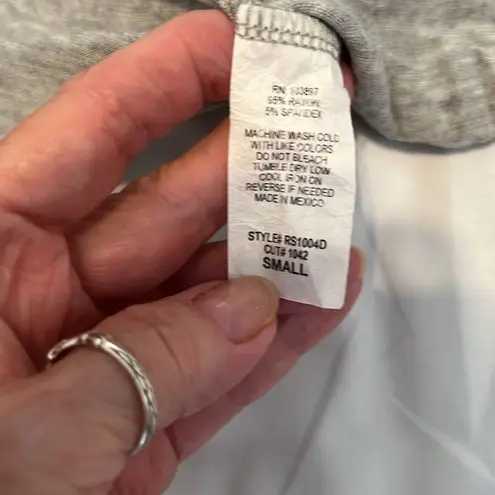 RN
95% RAYON
5% SPANDEX
MACHINE WASH COLD
WITH LIKE COLORS
DO NOT BLEACH
TUMBLE DRY LOW
COOL IRON ON
REVERSE IF NEEDED
MADE IN MEXICO
STYLE# RS1004D
CUT# 1042
SMALL